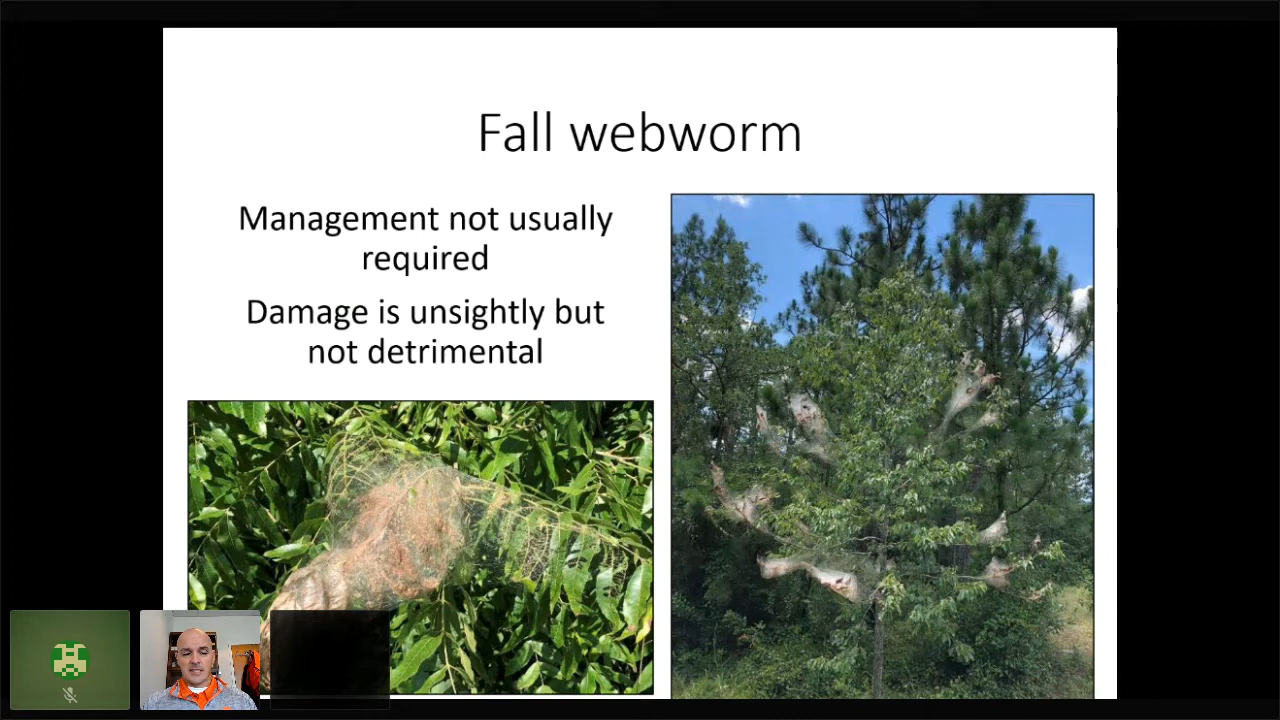 Fall webworm
Management not usually
required
Damage is unsightly but
not detrimental